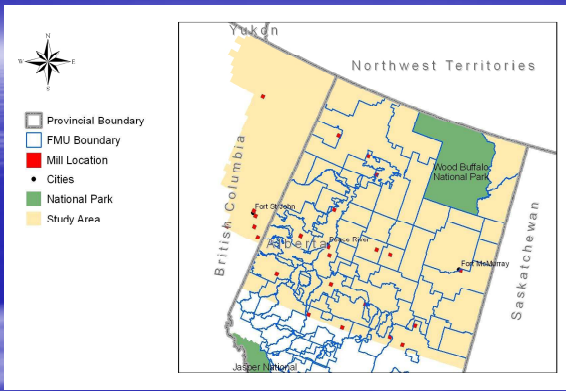 N
W
E
S
Provincial Boundary
FMU Boundary
Mill Location
Cities
National Park
Study Area
Yukon
Northwest Territories
British Columbia
Alberta
Saskatchewan
Wood Buffalo
National Park
Fort St John
Peace River
Fort McMurray
Jasper National